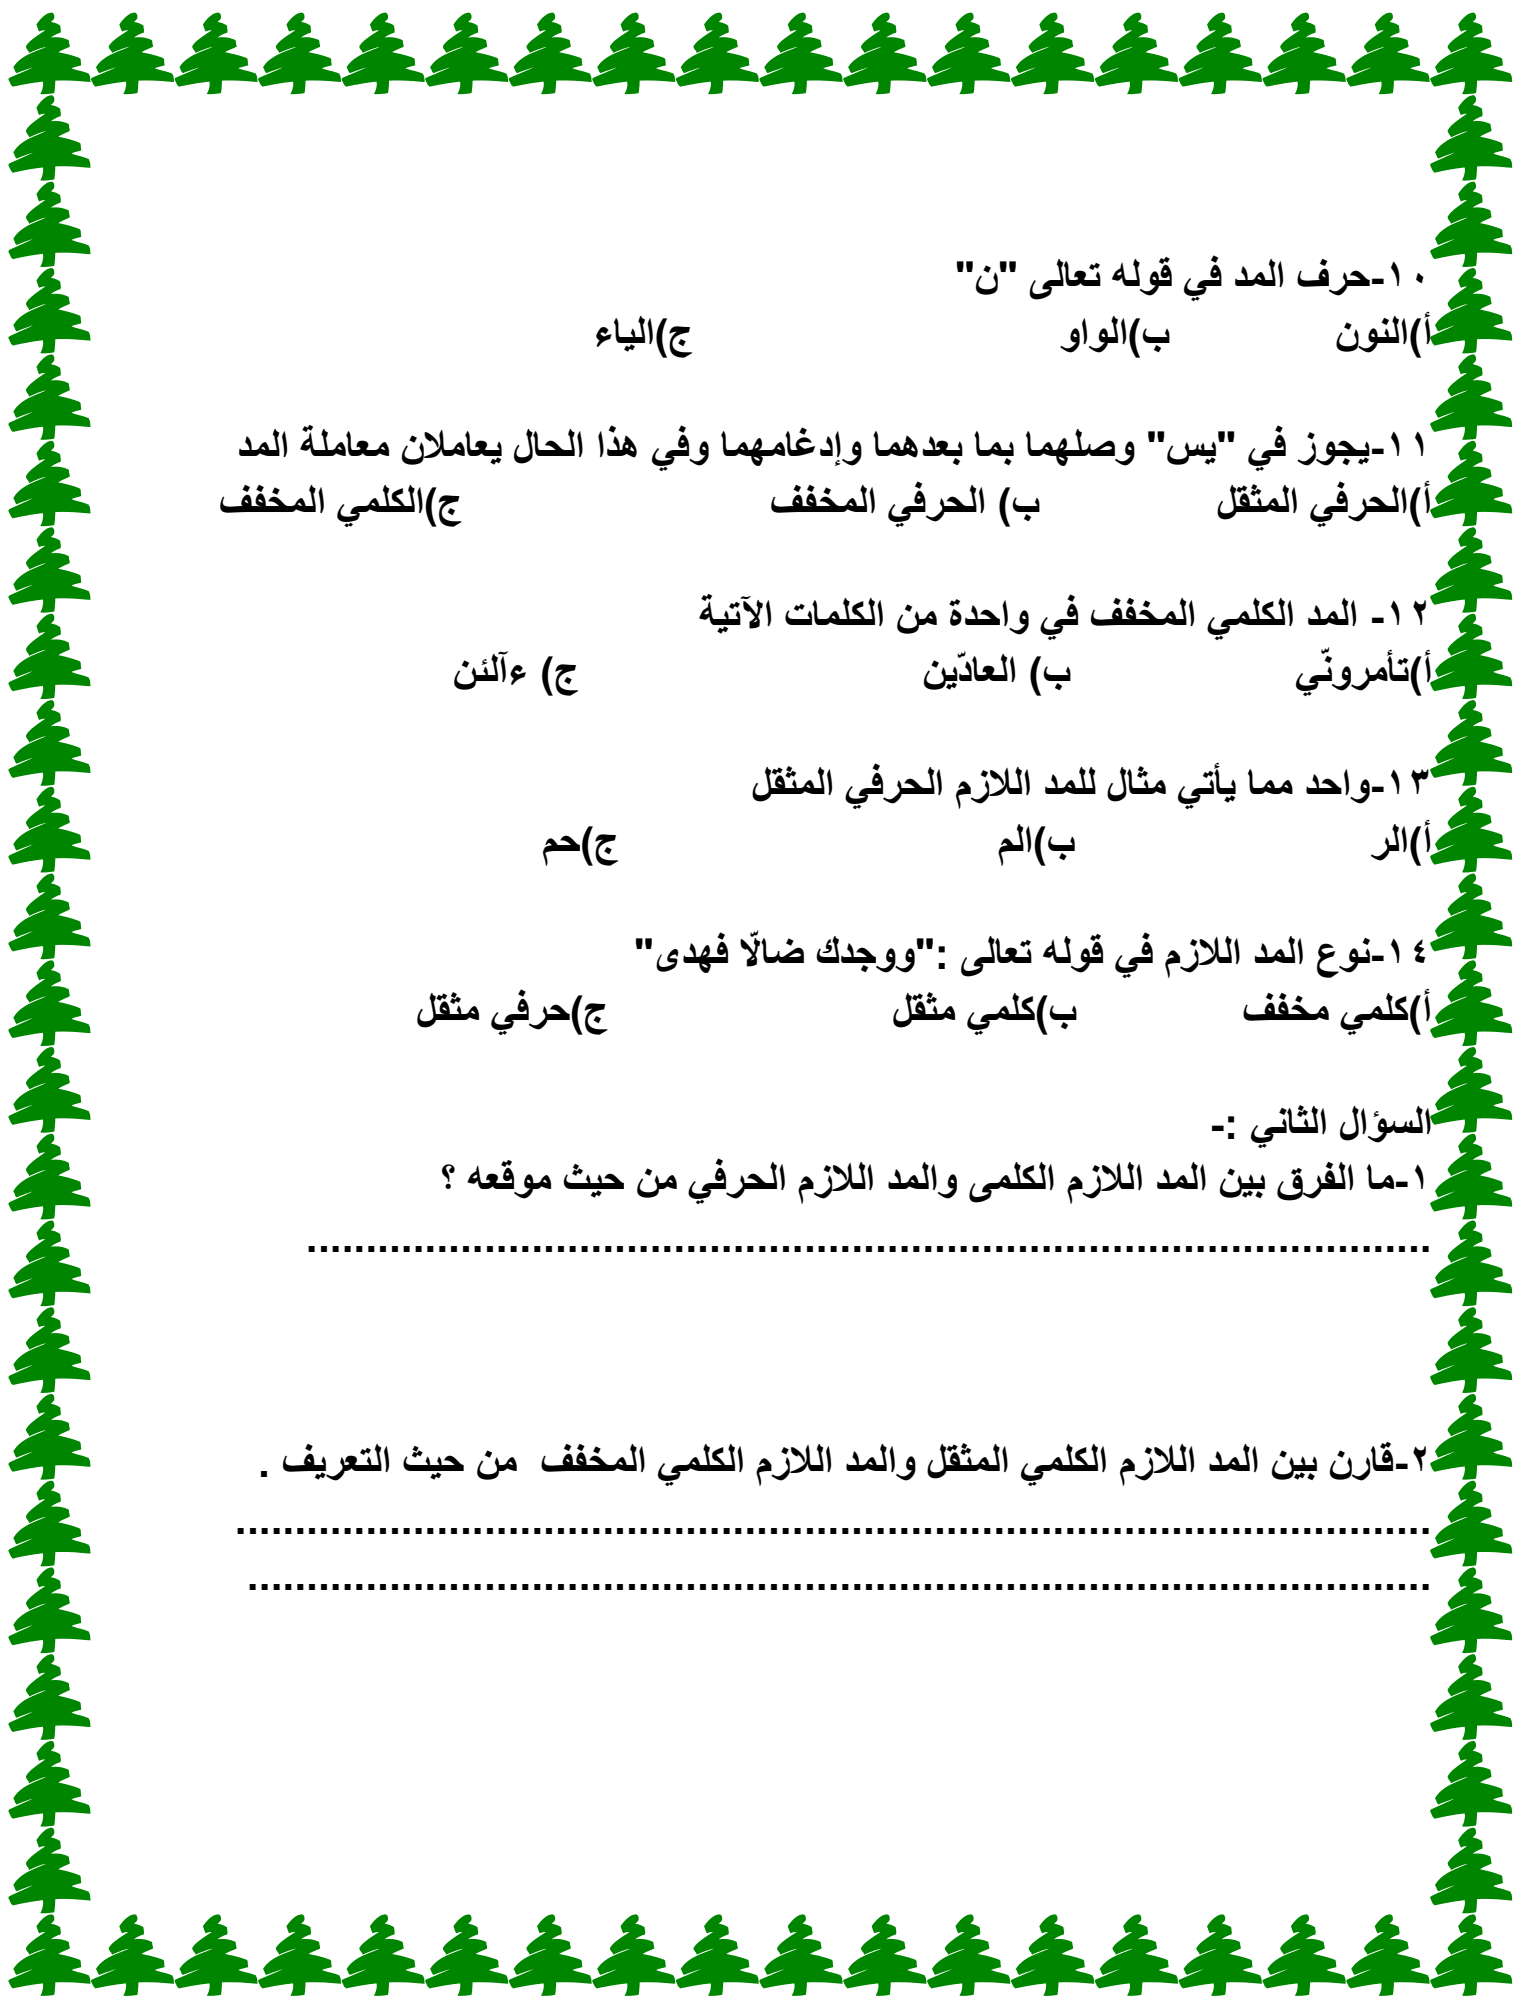 ١٠-حرف المد في قوله تعالى "ن"
أ)النون ب)الواو ج)الياء
١١-يجوز في "يس" وصلهما بما بعدهما وإدغامهما وفي هذا الحال يعاملان معاملة المد
أ)الحرفي المثقل ب) الحرفي المخفف ج)الكلمي المخفف
١٢- المد الكلمي المخفف في واحدة من الكلمات الآتية
أ)تأمرونّي ب) العادّين ج) ءآلئن
١٣-واحد مما يأتي مثال للمد اللازم الحرفي المثقل
أ)الر ب)الم ج)حم
١٤-نوع المد اللازم في قوله تعالى :"ووجدك ضالّا فهدى"
أ)كلمي مخفف ب)كلمي مثقل ج)حرفي مثقل
السؤال الثاني :-
١-ما الفرق بين المد اللازم الكلمى والمد اللازم الحرفي من حيث موقعه ؟
...............................................................................................
٢-قارن بين المد اللازم الكلمي المثقل والمد اللازم الكلمي المخفف من حيث التعريف .
.....................................................................................................
....................................................................................................